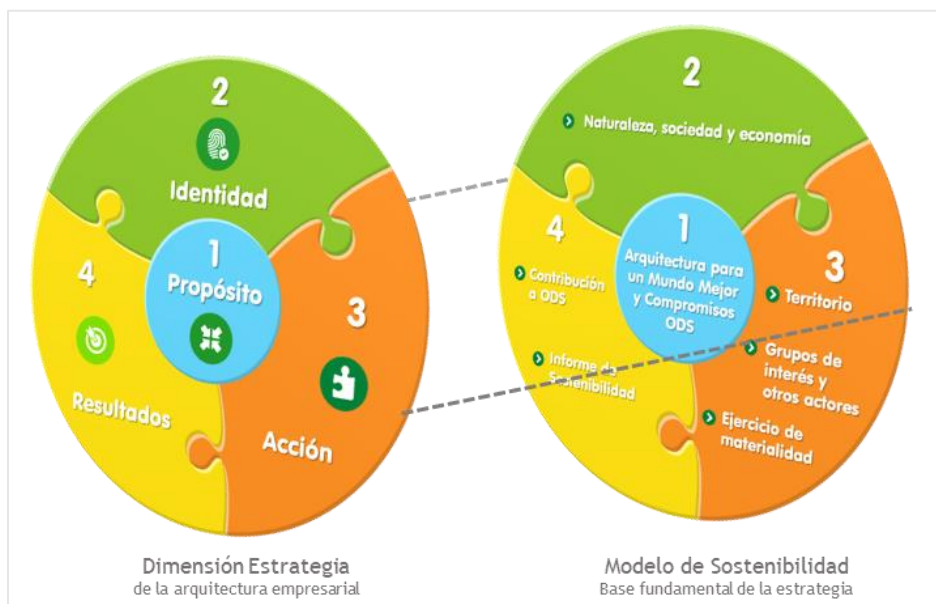 2
Identidad
1
Propósito
4
Resultados
3
Acción
Dimensión Estrategia
de la arquitectura empresarial
2
Naturaleza, sociedad y economía
1
Arquitectura para
un Mundo Mejor
y Compromisos
ODS
4
Contribución
a ODS
Informe de
Sostenibilidad
3
Territorio
Grupos de
interés y
otros actores
Ejercicio de
materialidad
Modelo de Sostenibilidad
Base fundamental de la estrategia